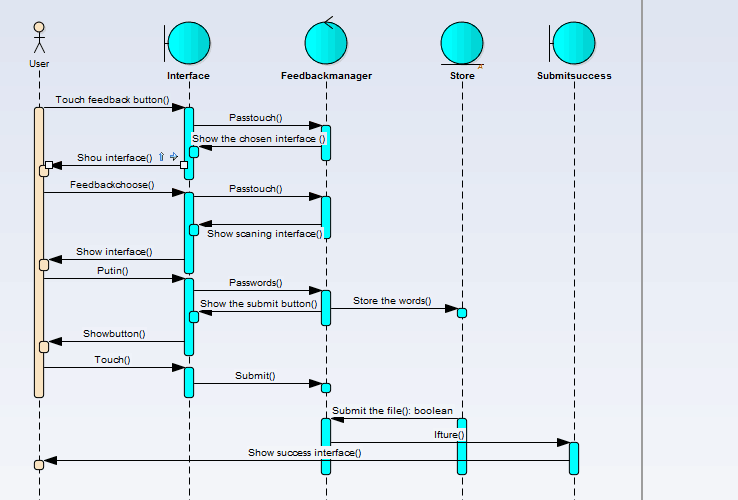 User
Interface
Feedbackmanager
Store
Submitsuccess
Touch feedback button()
Passtouch()
Show the chosen interface ()
Shou interface()
Feedbackchoose()
Passtouch()
Show scaning interface()
Show interface()
Putin()
Passwords()
Show the submit button()
Store the words()
Showbutton()
Touch()
Submit()
Submit the file(): boolean
Ifture()
Show success interface()